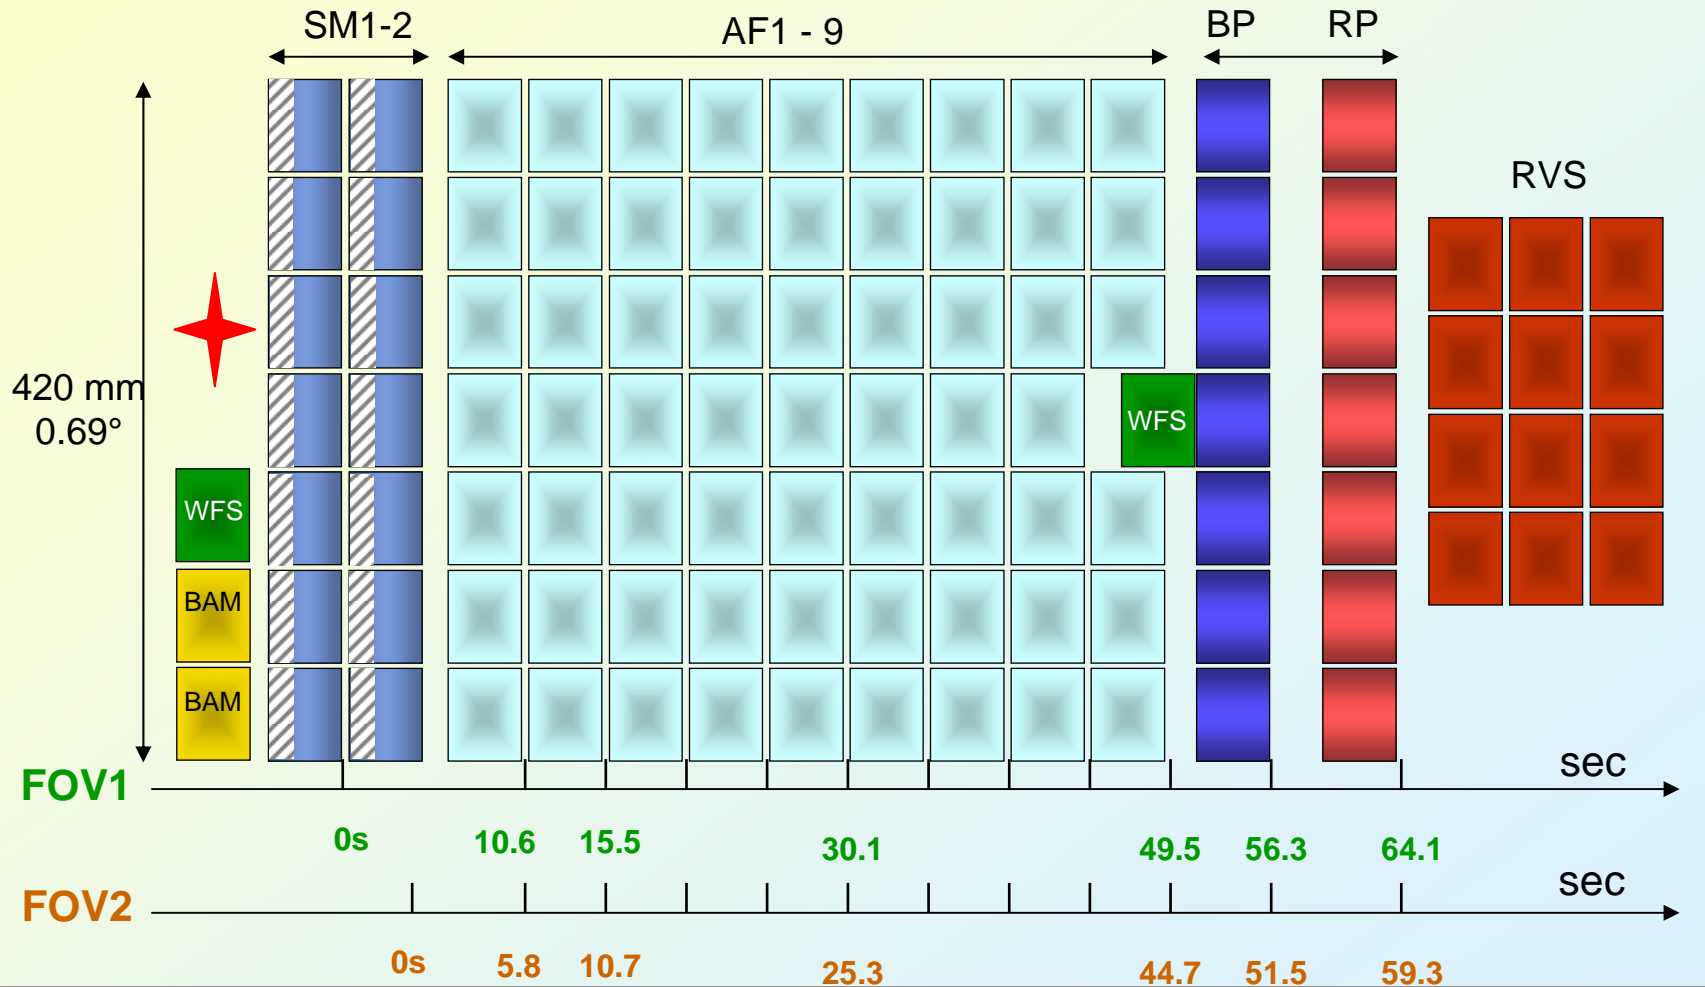 SM1-2
AF1 - 9
BP
RP
RVS
420 mm
0.69°
WFS
WFS
BAM
BAM
FOV1
sec
0s
10.6
15.5
30.1
49.5
56.3
64.1
FOV2
sec
0s
5.8
10.7
25.3
44.7
51.5
59.3